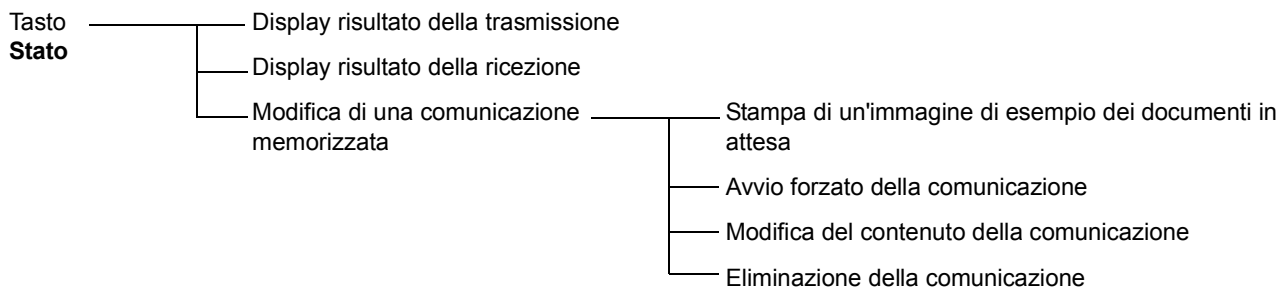 Tasto
Stato
Display risultato della trasmissione
Display risultato della ricezione
Modifica di una comunicazione
memorizzata
Stampa di un'immagine di esempio dei documenti in
attesa
Avvio forzato della comunicazione
Modifica del contenuto della comunicazione
Eliminazione della comunicazione